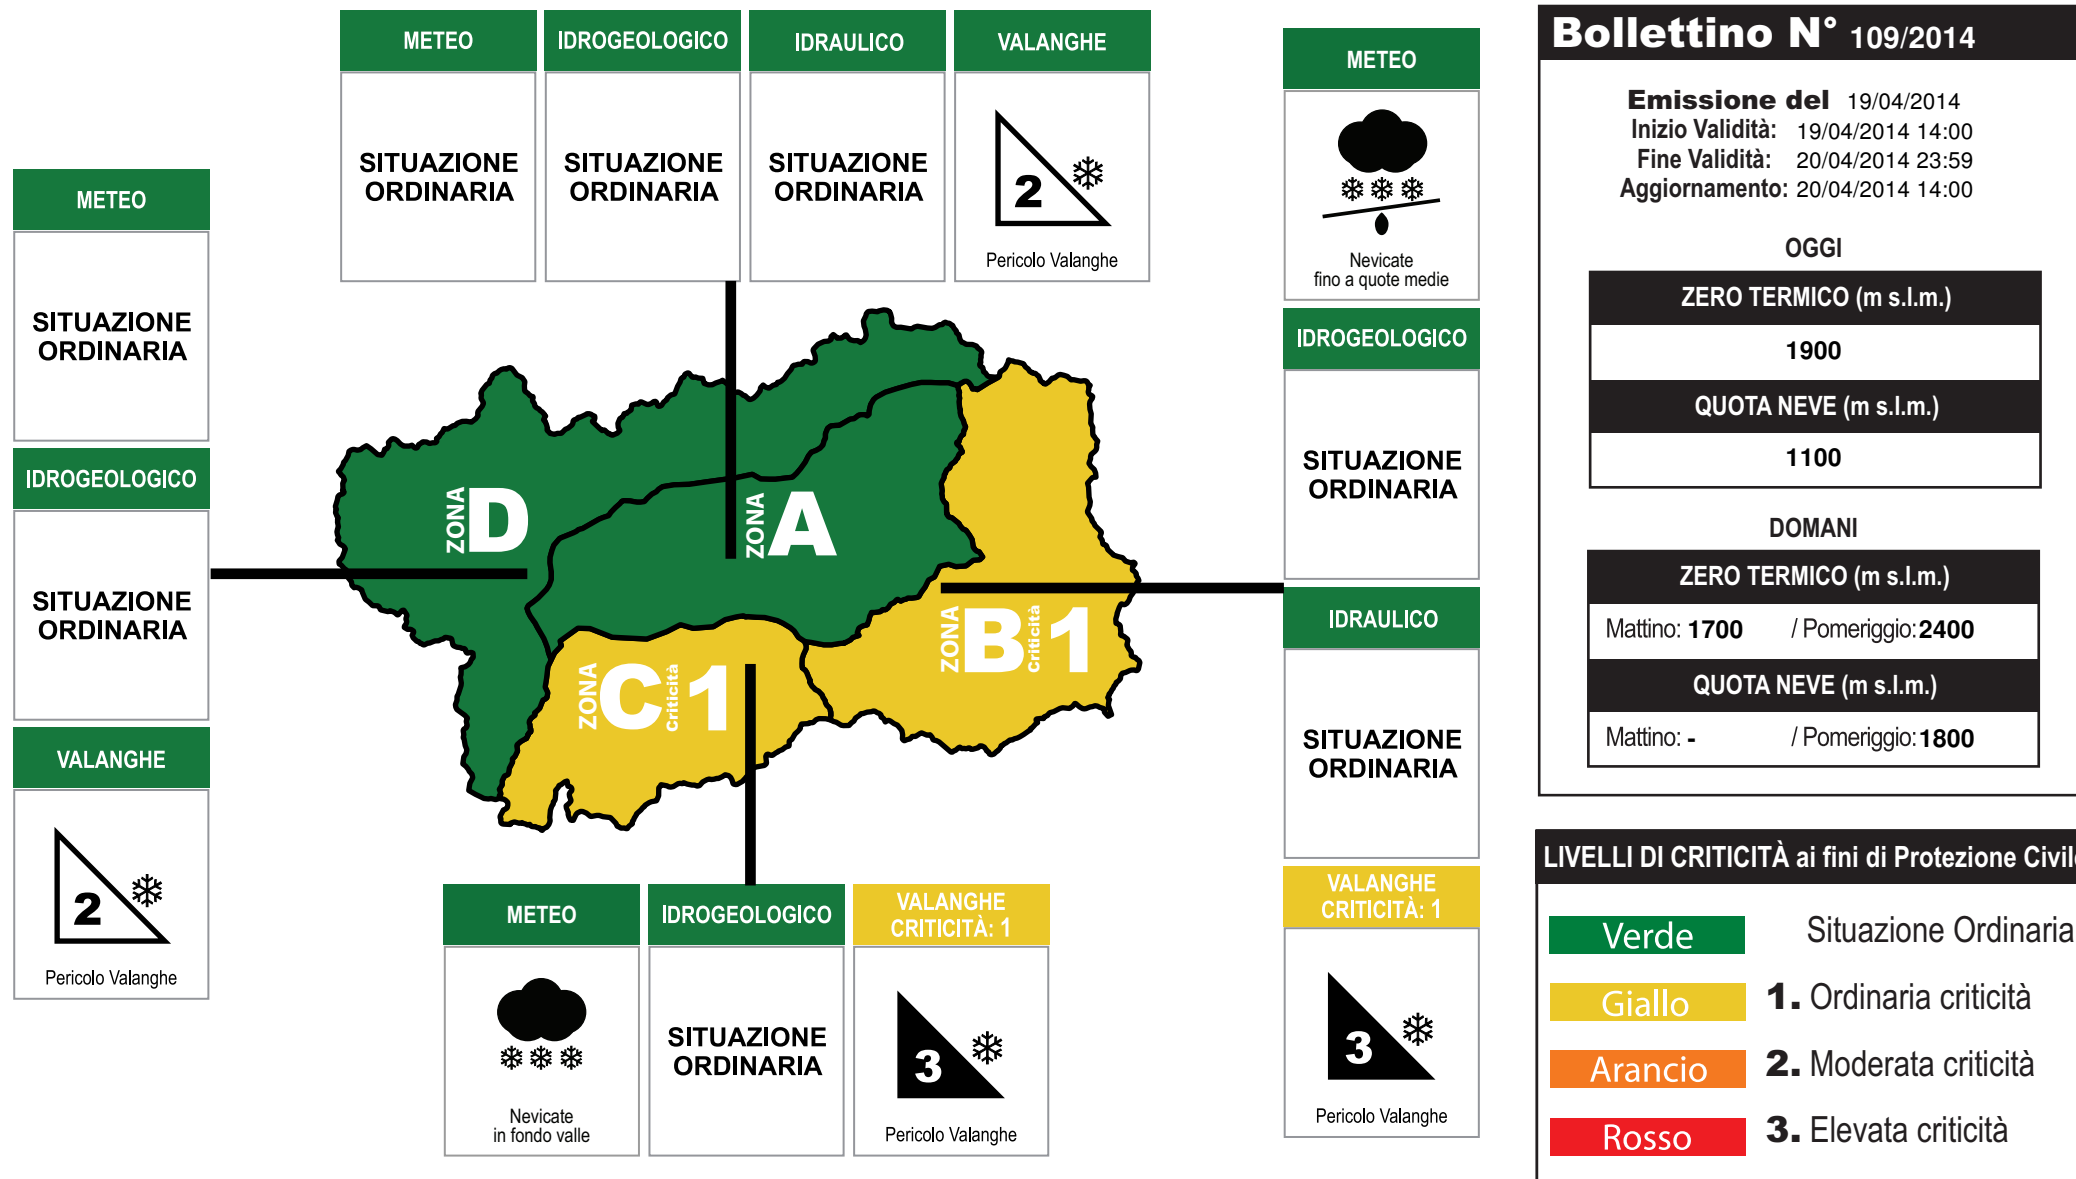 METEO
SITUAZIONE
ORDINARIA
IDROGEOLOGICO
SITUAZIONE
ORDINARIA
VALANGHE
2
Pericolo Valanghe
METEO
SITUAZIONE
ORDINARIA
IDROGEOLOGICO
SITUAZIONE
ORDINARIA
IDRAULICO
SITUAZIONE
ORDINARIA
VALANGHE
2
Pericolo Valanghe
ZONA D
ZONA A
ZONA B Criticità 1
ZONA C Criticità 1
METEO
Nevicate
in fondo valle
IDROGEOLOGICO
SITUAZIONE
ORDINARIA
VALANGHE
CRITICITÀ: 1
3
Pericolo Valanghe
METEO
Nevicate
fino a quote medie
IDROGEOLOGICO
SITUAZIONE
ORDINARIA
IDRAULICO
SITUAZIONE
ORDINARIA
VALANGHE
CRITICITÀ: 1
3
Pericolo Valanghe
Bollettino N° 109/2014
Emissione del 19/04/2014
Inizio Validità: 19/04/2014 14:00
Fine Validità: 20/04/2014 23:59
Aggiornamento: 20/04/2014 14:00
OGGI
ZERO TERMICO (m s.l.m.)
1900
QUOTA NEVE (m s.l.m.)
1100
DOMANI
ZERO TERMICO (m s.l.m.)
Mattino: 1700 / Pomeriggio: 2400
QUOTA NEVE (m s.l.m.)
Mattino: - / Pomeriggio: 1800
LIVELLI DI CRITICITÀ ai fini di Protezione Civile
Verde Situazione Ordinaria
Giallo 1. Ordinaria criticità
Arancio 2. Moderata criticità
Rosso 3. Elevata criticità